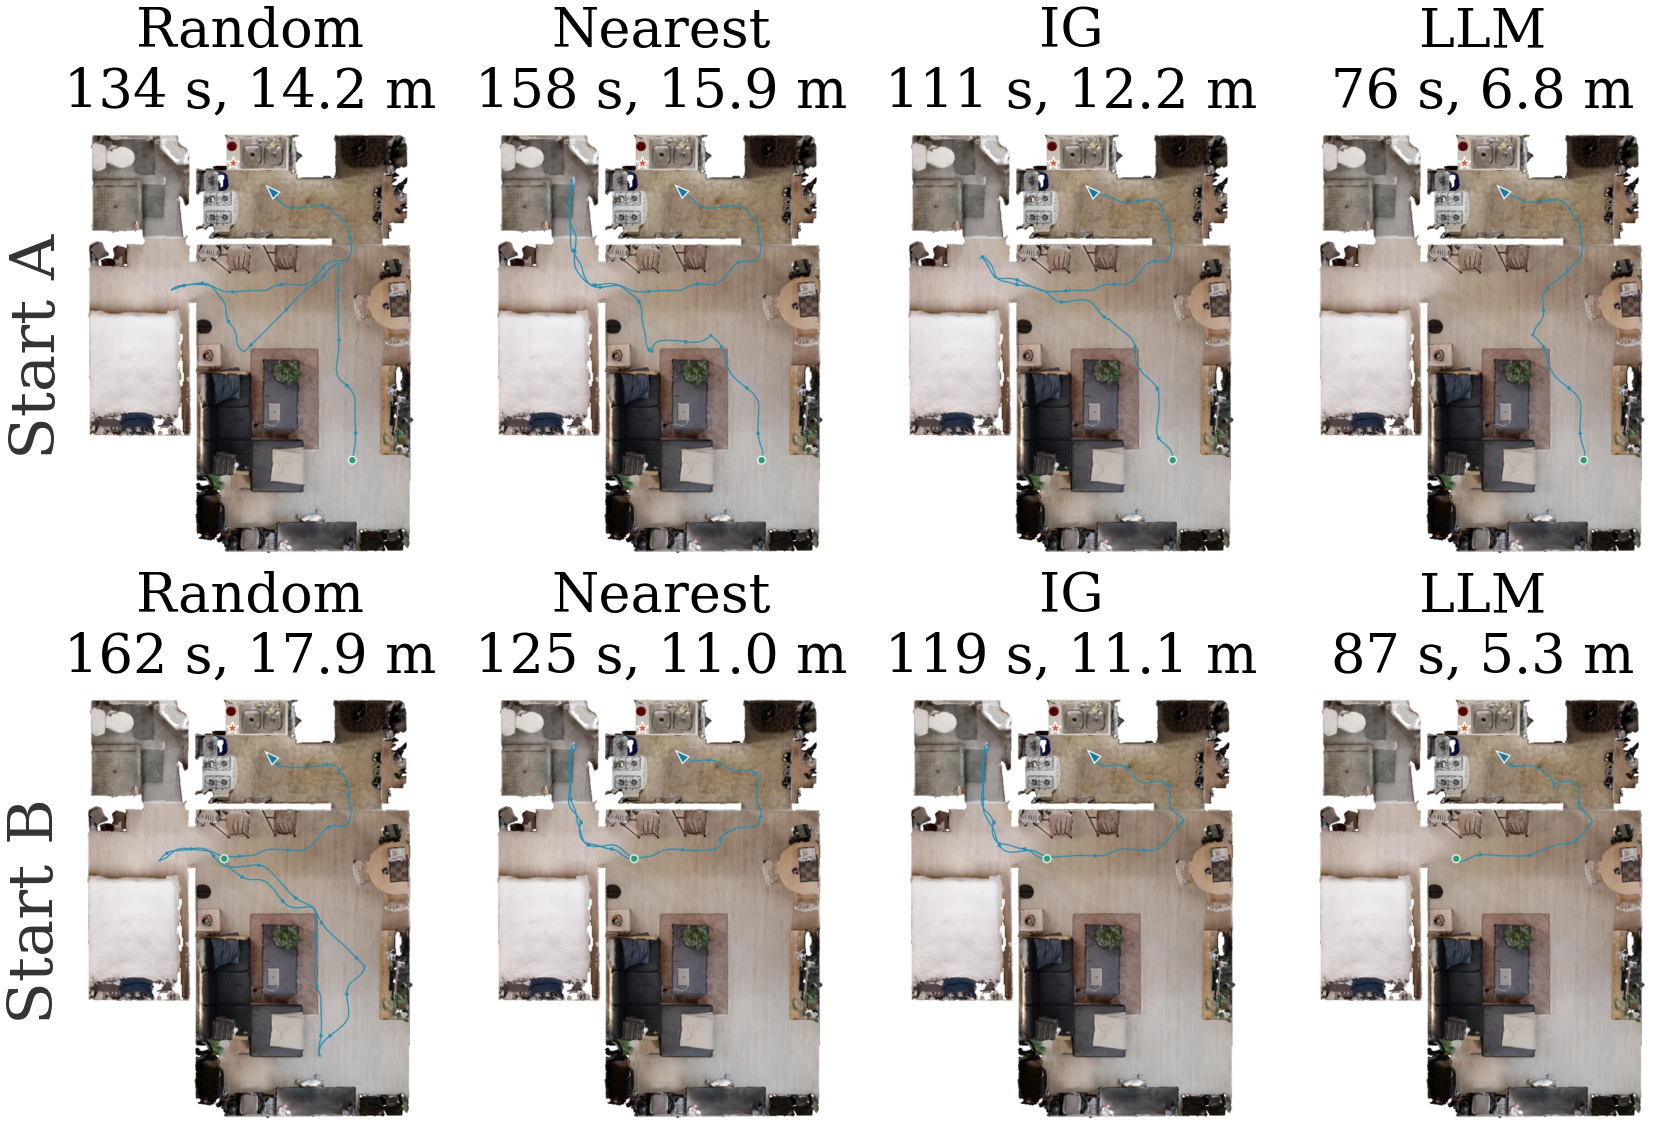 Random
134 s, 14.2 m
Nearest
158 s, 15.9 m
IG
111 s, 12.2 m
LLM
76 s, 6.8 m
Start A
Random
162 s, 17.9 m
Nearest
125 s, 11.0 m
IG
119 s, 11.1 m
LLM
87 s, 5.3 m
Start B